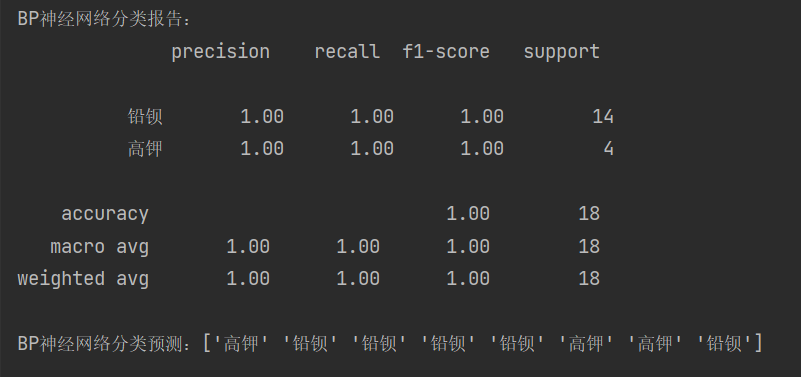 BP神经网络分类报告：
precision recall f1-score support
铅钡 1.00 1.00 1.00 14
高钾 1.00 1.00 1.00 4
accuracy 1.00 18
macro avg 1.00 1.00 1.00 18
weighted avg 1.00 1.00 1.00 18
BP神经网络分类预测：['高钾' '铅钡' '铅钡' '铅钡' '铅钡' '高钾' '高钾' '铅钡']